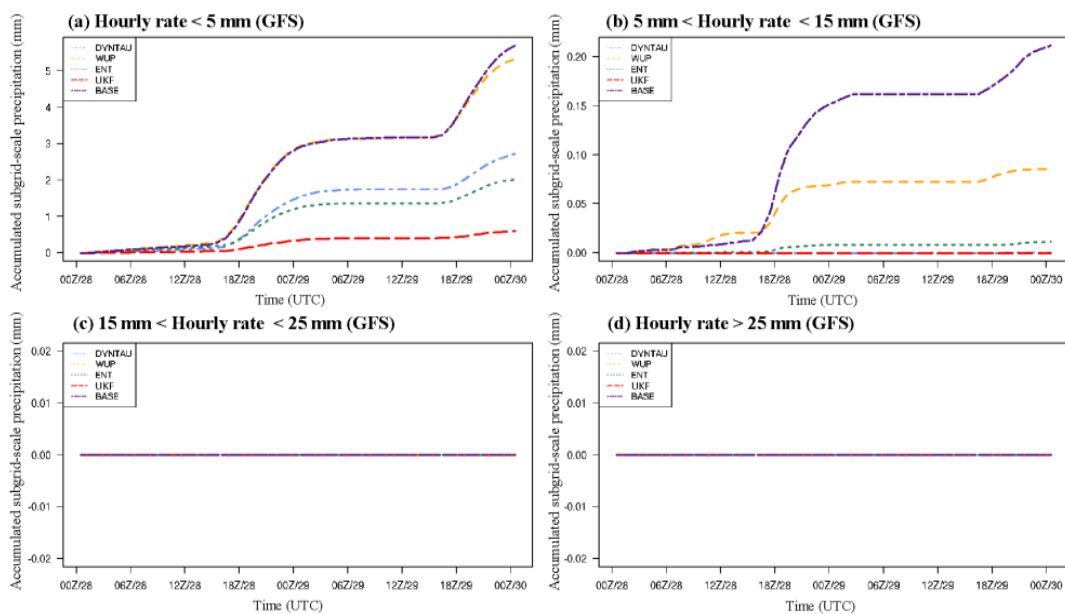 (a) Hourly rate < 5 mm (GFS)
Accumulated subgrid-scale precipitation (mm)
DYNTAU
WUP
ENT
UKF
BASE
5
4
3
2
1
0
00Z/28 06Z/28 12Z/28 18Z/28 00Z/29 06Z/29 12Z/29 18Z/29 00Z/30
Time (UTC)
(b) 5 mm < Hourly rate < 15 mm (GFS)
Accumulated subgrid-scale precipitation (mm)
DYNTAU
WUP
ENT
UKF
BASE
0.20
0.15
0.10
0.05
0.00
00Z/28 06Z/28 12Z/28 18Z/28 00Z/29 06Z/29 12Z/29 18Z/29 00Z/30
Time (UTC)
(c) 15 mm < Hourly rate < 25 mm (GFS)
Accumulated subgrid-scale precipitation (mm)
DYNTAU
WUP
ENT
UKF
BASE
0.02
0.01
0.00
-0.01
-0.02
00Z/28 06Z/28 12Z/28 18Z/28 00Z/29 06Z/29 12Z/29 18Z/29 00Z/30
Time (UTC)
(d) Hourly rate > 25 mm (GFS)
Accumulated subgrid-scale precipitation (mm)
DYNTAU
WUP
ENT
UKF
BASE
0.02
0.01
0.00
-0.01
-0.02
00Z/28 06Z/28 12Z/28 18Z/28 00Z/29 06Z/29 12Z/29 18Z/29 00Z/30
Time (UTC)